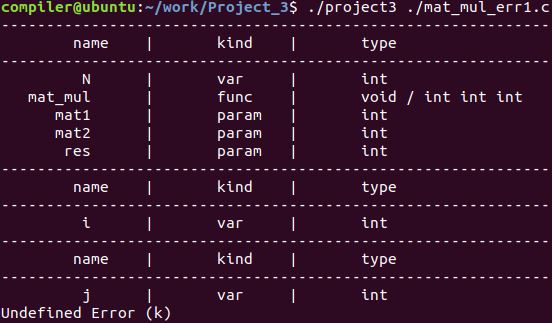 compiler@ubuntu:~/work/Project_3$ ./project3 ./mat_mul_err1.c
-------------------------------------------------------------
name | kind | type
-------------------------------------------------------------
N | var | int
mat_mul | func | void / int int int
mat1 | param | int
mat2 | param | int
res | param | int
-------------------------------------------------------------
name | kind | type
-------------------------------------------------------------
i | var | int
-------------------------------------------------------------
name | kind | type
-------------------------------------------------------------
j | var | int
Undefined Error (k)